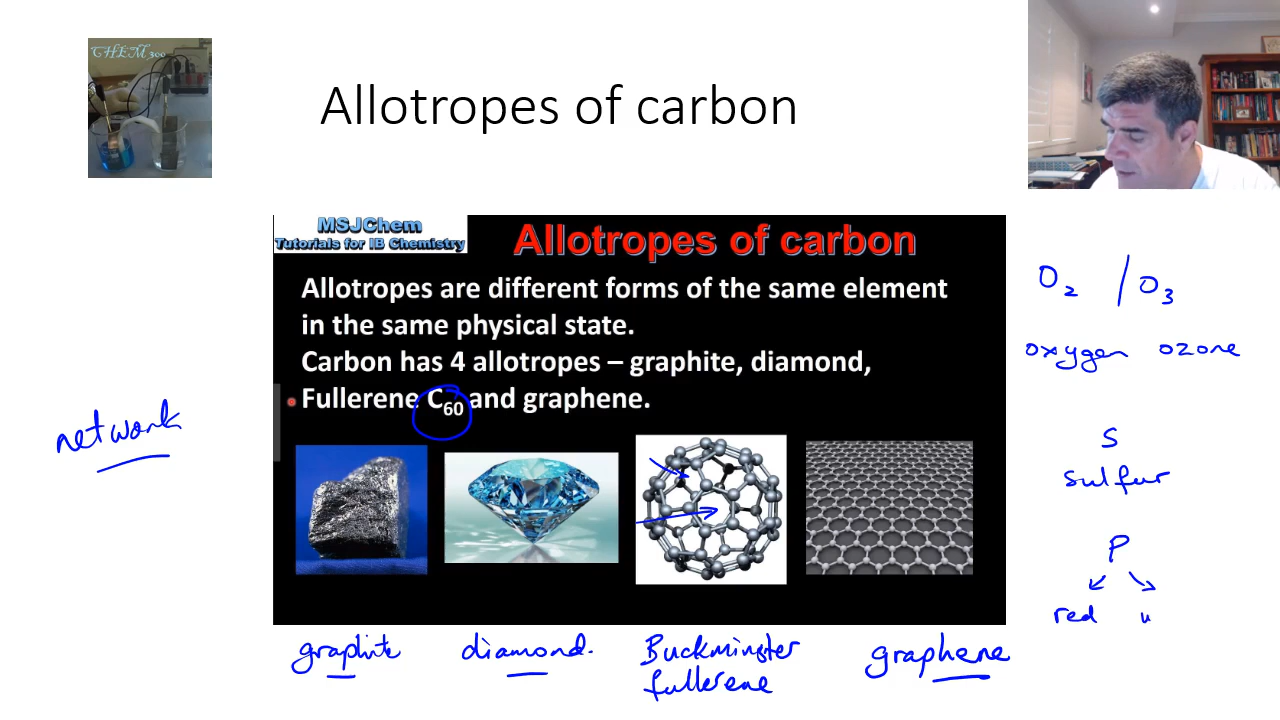 CHEM 300
Allotropes of carbon
MSJChem
Tutorials for IB Chemistry
Allotropes of carbon
Allotropes are different forms of the same element
in the same physical state.
Carbon has 4 allotropes – graphite, diamond,
Fullerene C₆₀ and graphene.
network
graphite
diamond.
Buckminster
fullerene
graphene
O₂ / O₃
oxygen ozone
S
sulfur
P
red